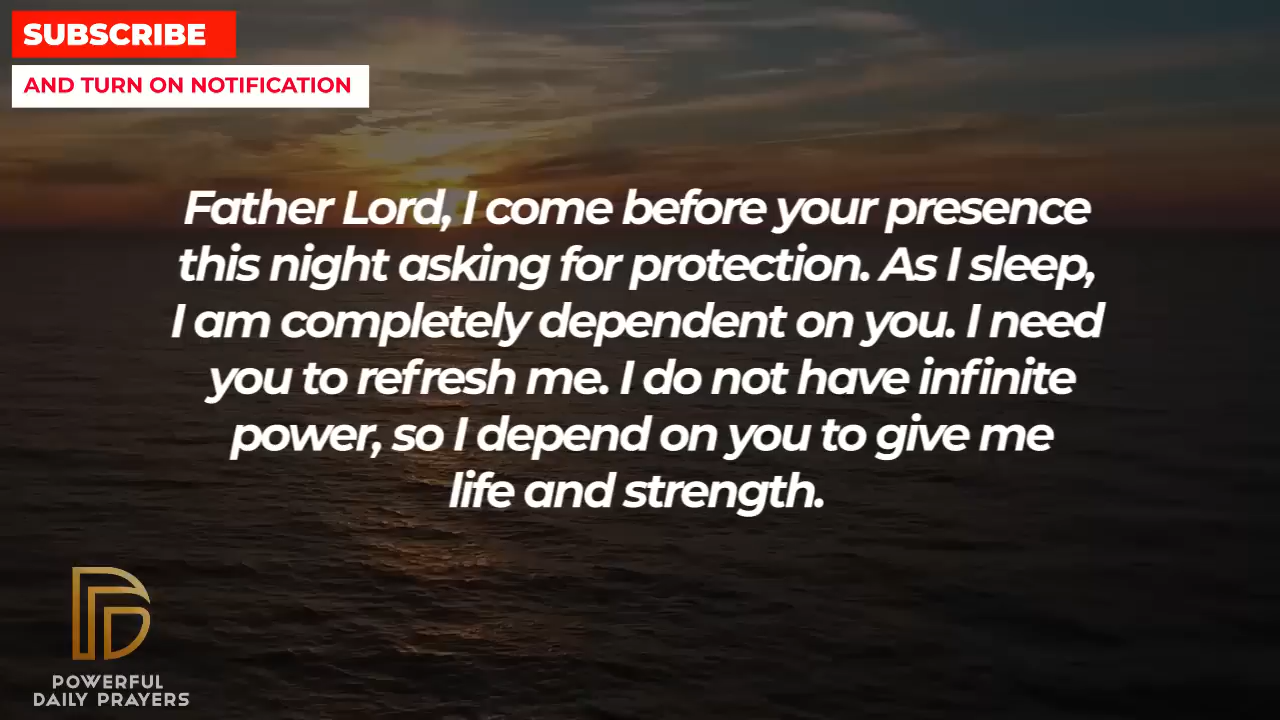 SUBSCRIBE
AND TURN ON NOTIFICATION
Father Lord, I come before your presence
this night asking for protection. As I sleep,
I am completely dependent on you. I need
you to refresh me. I do not have infinite
power, so I depend on you to give me
life and strength.
POWERFUL
DAILY PRAYERS